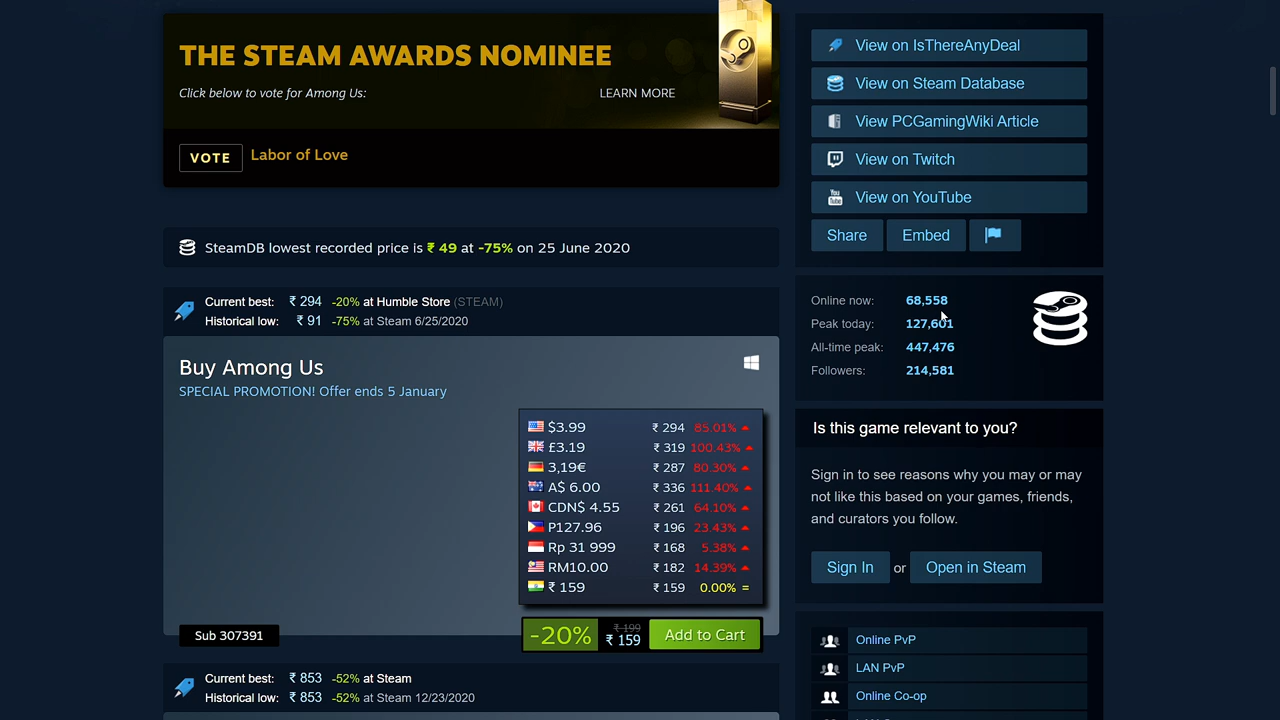 THE STEAM AWARDS NOMINEE
Click below to vote for Among Us:
LEARN MORE
VOTE
Labor of Love
SteamDB lowest recorded price is ₹ 49 at -75% on 25 June 2020
Current best: ₹ 294 -20% at Humble Store (STEAM)
Historical low: ₹ 91 -75% at Steam 6/25/2020
Buy Among Us
SPECIAL PROMOTION! Offer ends 5 January
$3.99 ₹ 294 85.01%
£3.19 ₹ 319 100.43%
3,19€ ₹ 287 80.30%
A$ 6.00 ₹ 336 111.40%
CDN$ 4.55 ₹ 261 64.10%
P127.96 ₹ 196 23.43%
Rp 31 999 ₹ 168 5.38%
RM10.00 ₹ 182 14.39%
₹ 159 ₹ 159 0.00% =
Sub 307391
-20%
₹ 199
₹ 159
Add to Cart
Current best: ₹ 853 -52% at Steam
Historical low: ₹ 853 -52% at Steam 12/23/2020
View on IsThereAnyDeal
View on Steam Database
View PCGamingWiki Article
View on Twitch
You Tube
View on YouTube
Share
Embed
Online now: 68,558
Peak today: 127,601
All-time peak: 447,476
Followers: 214,581
Is this game relevant to you?
Sign in to see reasons why you may or may
not like this based on your games, friends,
and curators you follow.
Sign In or Open in Steam
Online PvP
LAN PvP
Online Co-op